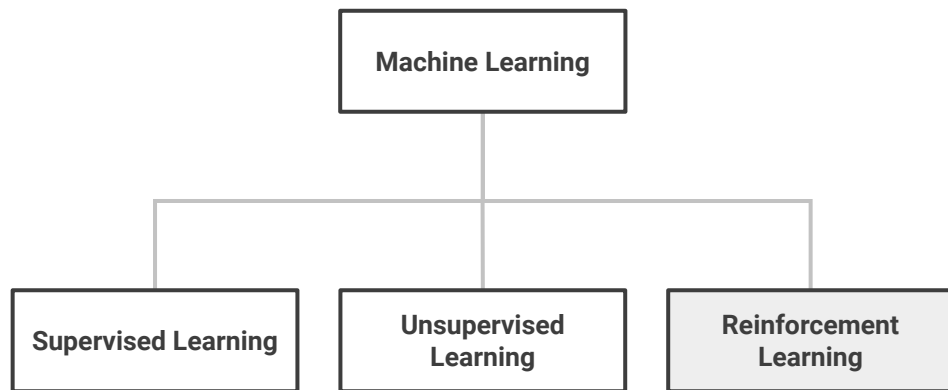 Machine Learning
Supervised Learning
Unsupervised
Learning
Reinforcement
Learning